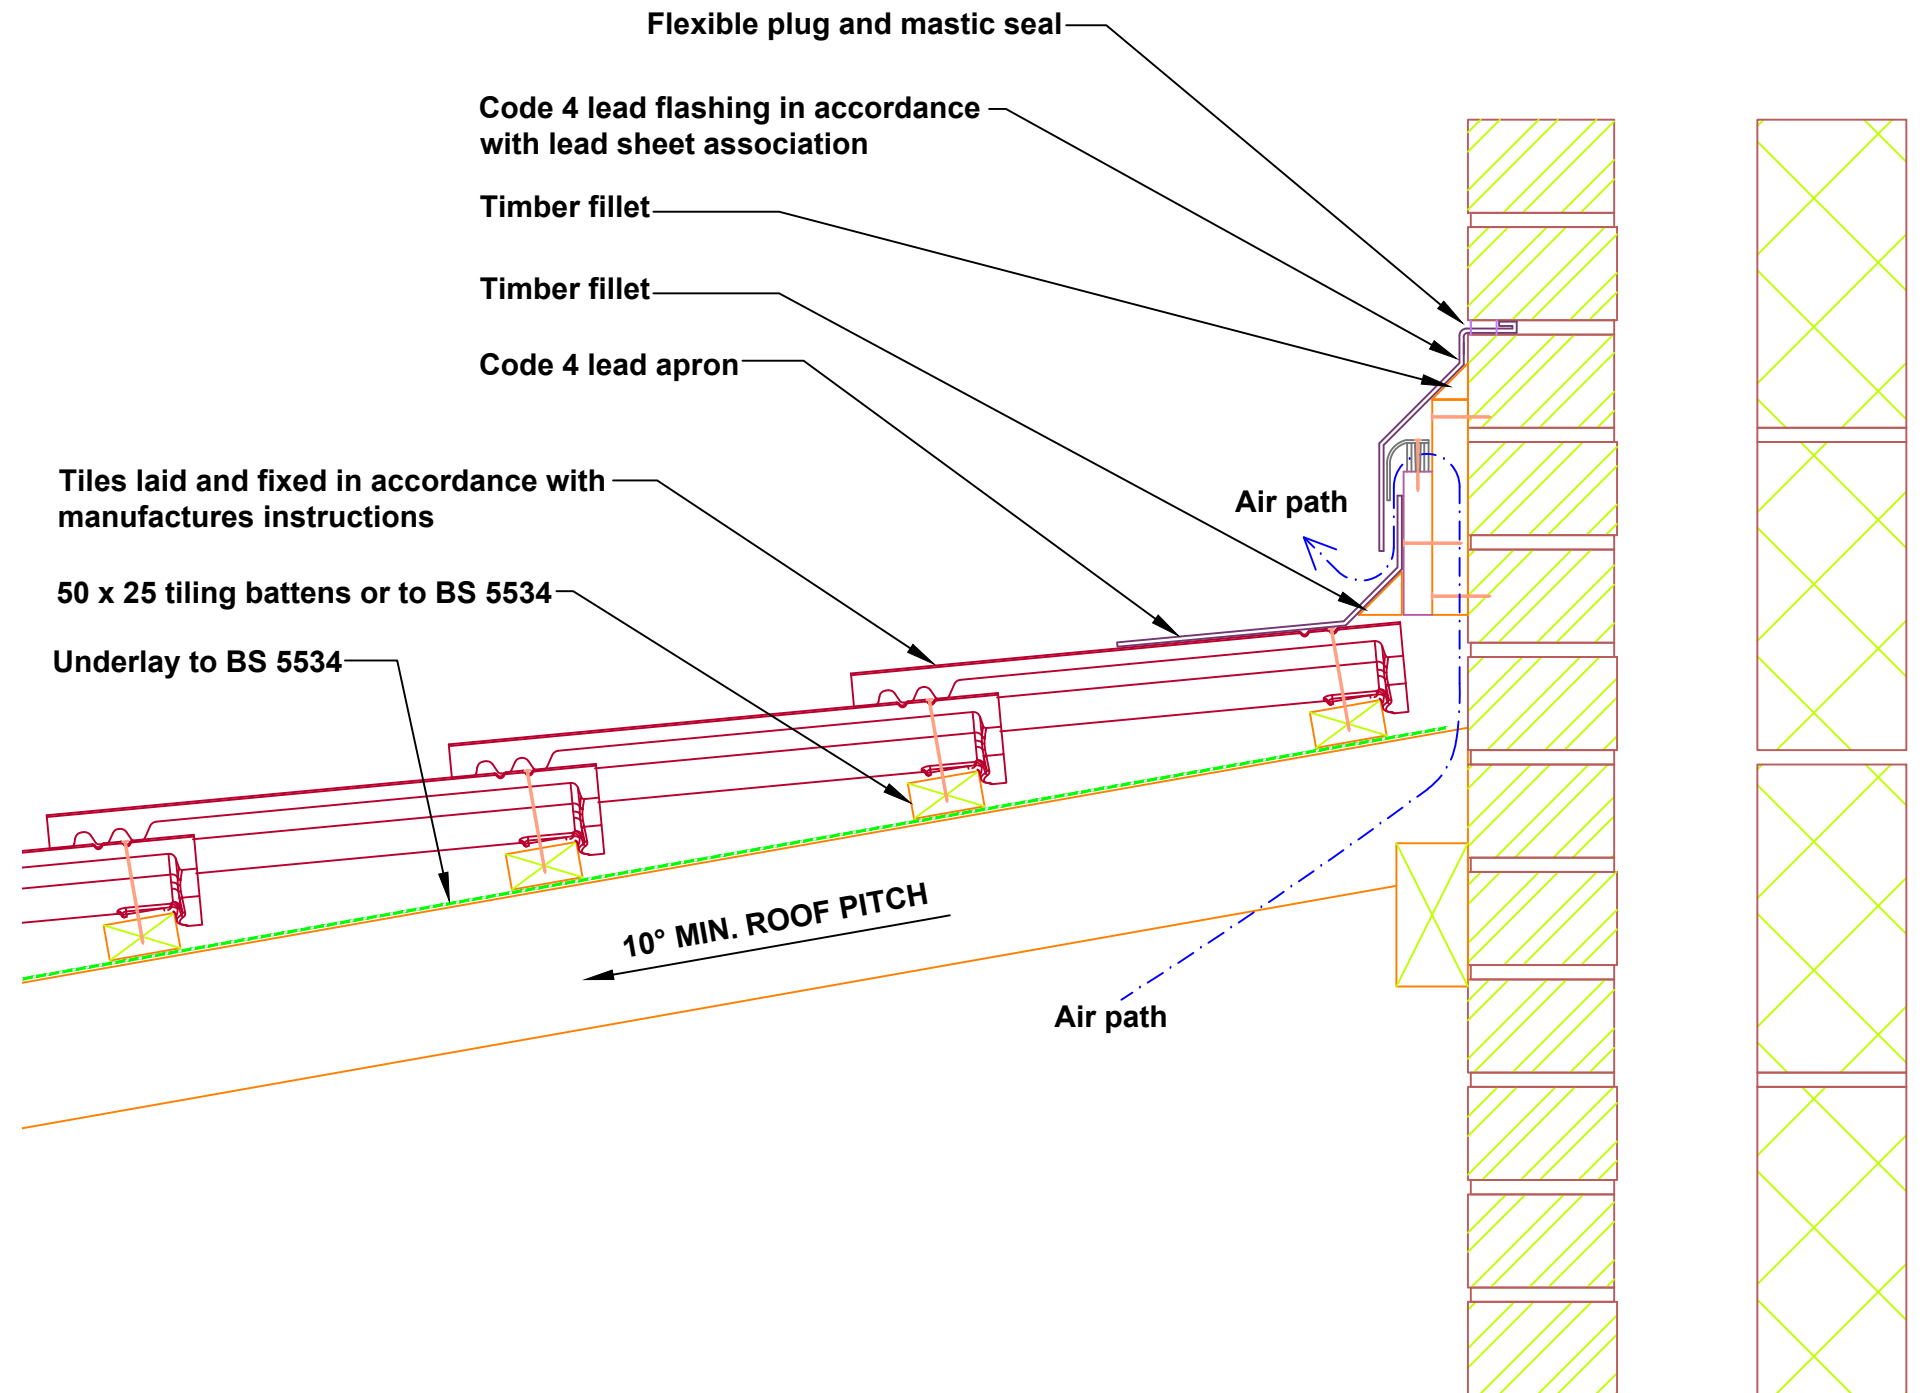 Flexible plug and mastic seal
Code 4 lead flashing in accordance
with lead sheet association
Timber fillet
Timber fillet
Code 4 lead apron
Tiles laid and fixed in accordance with
manufactures instructions
Air path
50 x 25 tiling battens or to BS 5534
Underlay to BS 5534
10° MIN. ROOF PITCH
Air path